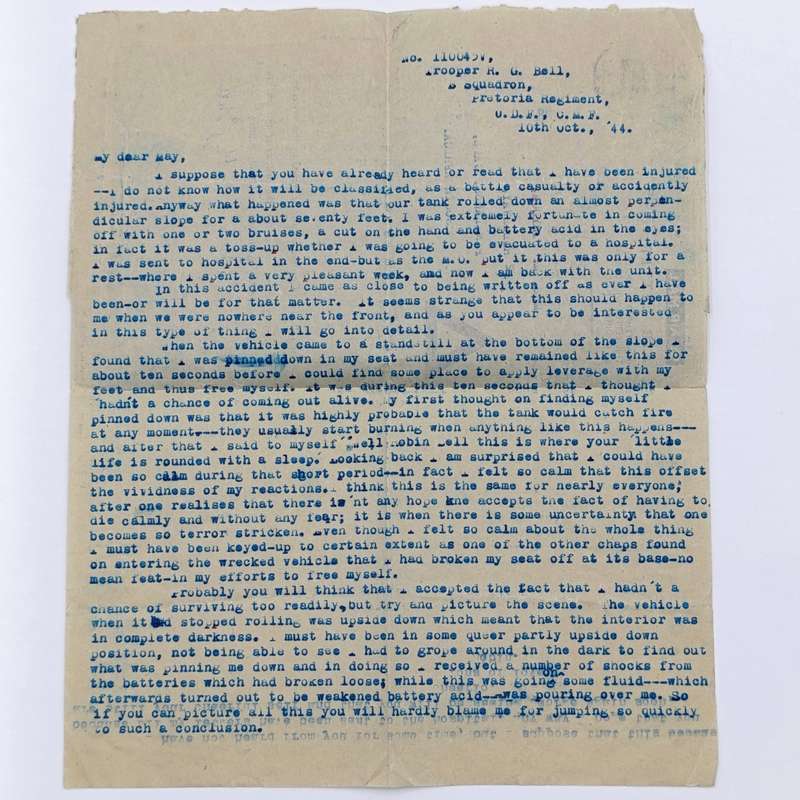 No. 110645V,
Trooper R. G. Bell,
B Squadron,
Pretoria Regiment,
U.D.F., C.M.F.
10th Oct., '44.
My dear May,
I suppose that you have already heard or read that I have been injured
--I do not know how it will be classified, as a battle casualty or accidently
injured. Anyway what happened was that our tank rolled down an almost perpen-
dicular slope for a about seventy feet. I was extremely fortunate in coming
off with one or two bruises, a cut on the hand and battery acid in the eyes;
in fact it was a toss-up whether I was going to be evacuated to a hospital.
I was sent to hospital in the end-but as the M.O. put it this was only for a
rest--where I spent a very pleasant week, and now I am back with the unit.
In this accident I came as close to being written off as ever I have
been-or will be for that matter. It seems strange that this should happen to
me when we were nowhere near the front, and as you appear to be interested
in this type of thing I will go into detail.
When the vehicle came to a standstill at the bottom of the slope I
found that I was pinned down in my seat and must have remained like this for
about ten seconds before I could find some place to apply leverage with my
feet and thus free myself. It was during this ten seconds that I thought I
hadn't a chance of coming out alive. My first thought on finding myself
pinned down was that it was highly probable that the tank would catch fire
at any moment---they usually start burning when anything like this happens---
and after that I said to myself "Well Robin Bell this is where your 'little
life is rounded with a sleep.' Looking back I am surprised that I could have
been so calm during that short period--in fact I felt so calm that this offset
the vividness of my reactions. I think this is the same for nearly everyone;
after one realises that there is'nt any hope one accepts the fact of having to
die calmly and without any fear; it is when there is some uncertainty that one
becomes so terror stricken. Even though I felt so calm about the whole thing
I must have been keyed-up to certain extent as one of the other chaps found
on entering the wrecked vehicle that I had broken my seat off at its base-no
mean feat-in my efforts to free myself.
Probably you will think that I accepted the fact that I hadn't a
chance of surviving too readily, but try and picture the scene. The vehicle
when it had stopped rolling was upside down which meant that the interior was
in complete darkness. I must have been in some queer partly upside down
position, not being able to see I had to grope around in the dark to find out
what was pinning me down and in doing so I received a number of shocks from
the batteries which had broken loose; while this was going on some fluid---which
afterwards turned out to be weakened battery acid---was pouring over me. So
if you can picture all this you will hardly blame me for jumping so quickly
to such a conclusion.